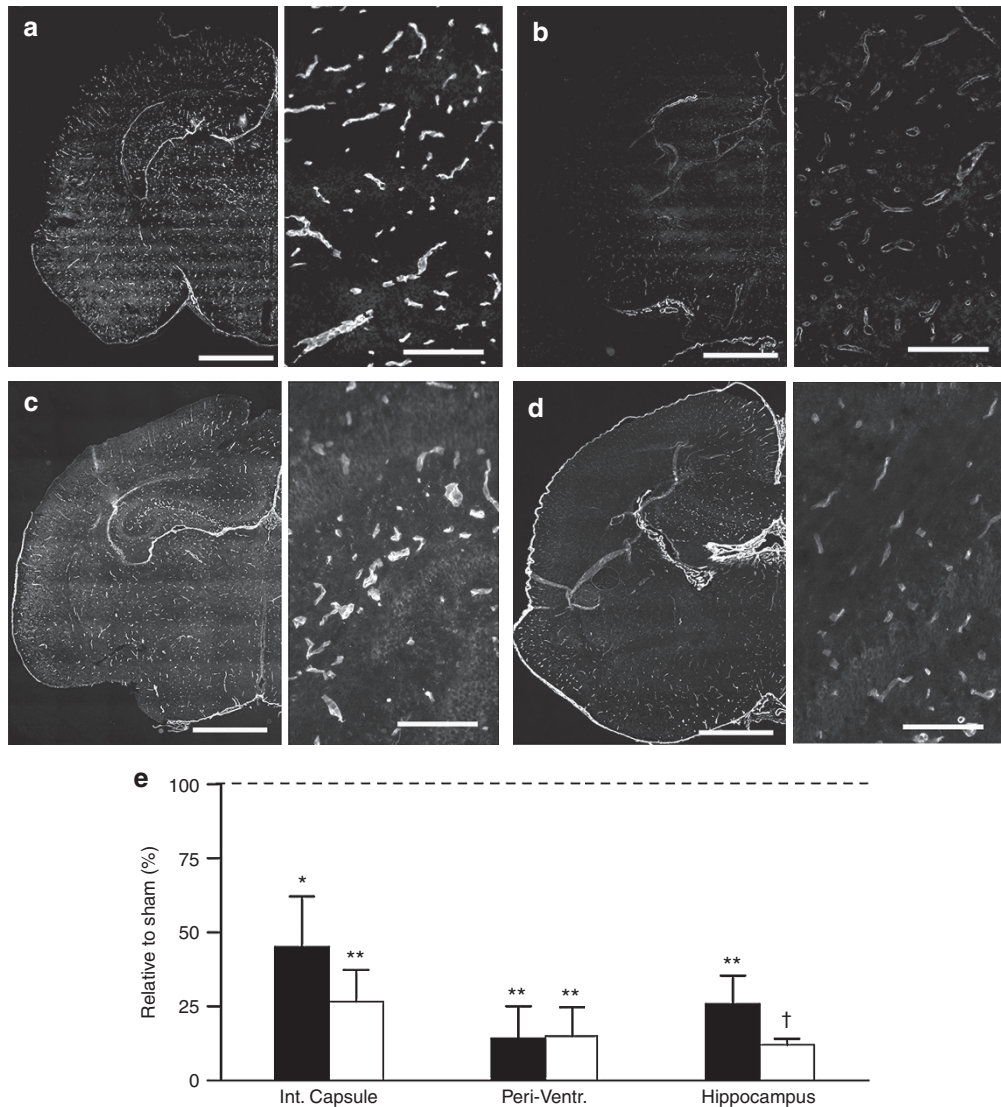 a
b
c
d
e
100
75
50
25
0
Relative to sham (%)
*
**
**
**
**
†
Int. Capsule
Peri-Ventr.
Hippocampus